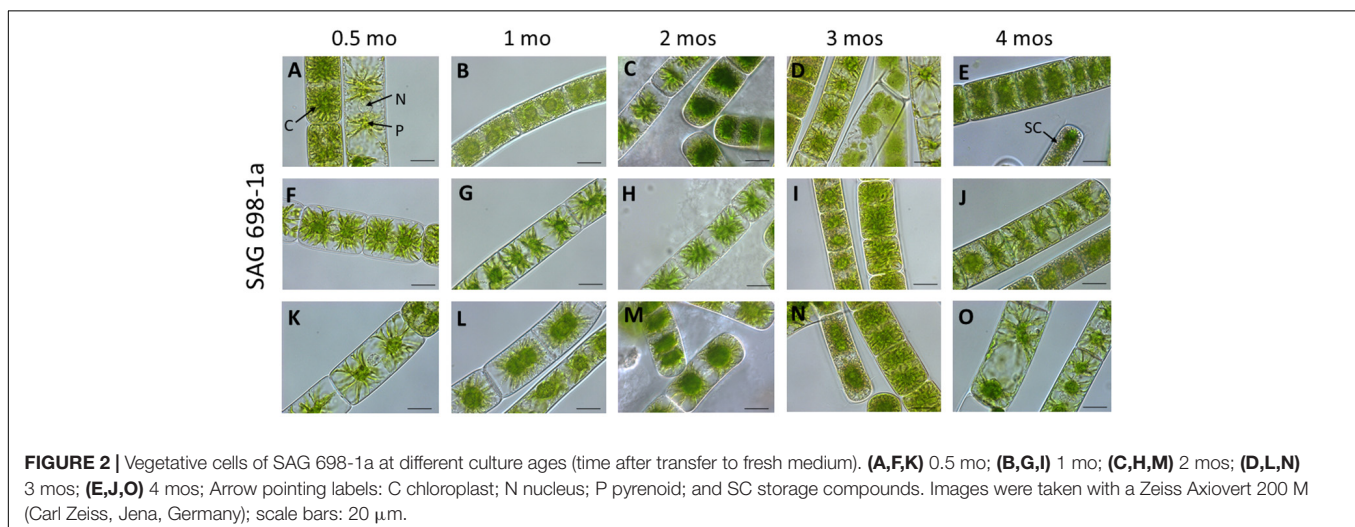 0.5 mo 1 mo 2 mos 3 mos 4 mos
A B C D E
N
C
P
SC
SAG 698-1a
F G H I J
K L M N O
FIGURE 2 | Vegetative cells of SAG 698-1a at different culture ages (time after transfer to fresh medium). (A,F,K) 0.5 mo; (B,G,I) 1 mo; (C,H,M) 2 mos; (D,L,N)
3 mos; (E,J,O) 4 mos; Arrow pointing labels: C chloroplast; N nucleus; P pyrenoid; and SC storage compounds. Images were taken with a Zeiss Axiovert 200 M
(Carl Zeiss, Jena, Germany); scale bars: 20 μm.